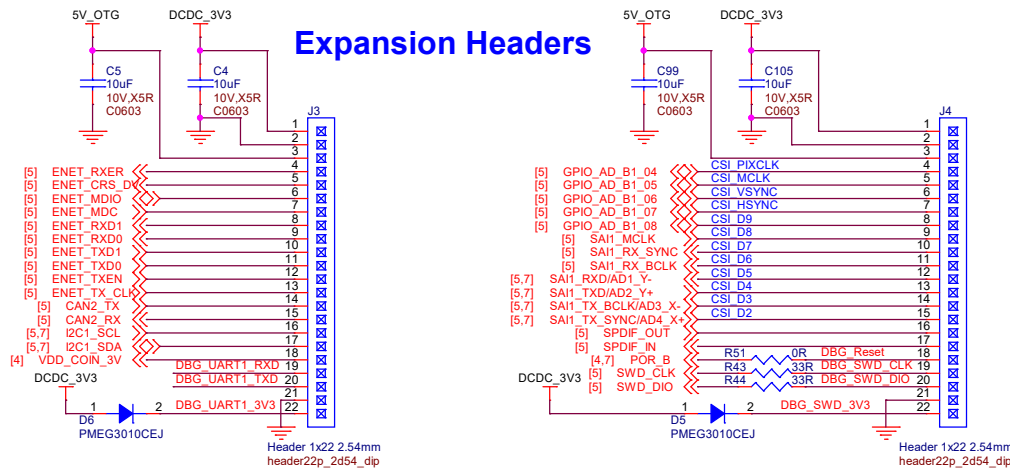 Expansion Headers
5V_OTG
DCDC_3V3
C5
10uF
10V,X5R
C0603
C4
10uF
10V,X5R
C0603
J3
1
2
3
[5] ENET_RXER 4
[5] ENET_CRS_DV 5
[5] ENET_MDIO 6
[5] ENET_MDC 7
[5] ENET_RXD1 8
[5] ENET_RXD0 9
[5] ENET_TXD1 10
[5] ENET_TXD0 11
[5] ENET_TXEN 12
[5] ENET_TX_CLK 13
[5] CAN2_TX 14
[5] CAN2_RX 15
[5,7] I2C1_SCL 16
[5,7] I2C1_SDA 17
[4] VDD_COIN_3V 18
DBG_UART1_RXD 19
DBG_UART1_TXD 20
21
DCDC_3V3
1 2 DBG_UART1_3V3 22
D6
PMEG3010CEJ
Header 1x22 2.54mm
header22p_2d54_dip
5V_OTG
DCDC_3V3
C99
10uF
10V,X5R
C0603
C105
10uF
10V,X5R
C0603
J4
1
2
3
[5] GPIO_AD_B1_04 CSI_PIXCLK 4
[5] GPIO_AD_B1_05 CSI_MCLK 5
[5] GPIO_AD_B1_06 CSI_VSYNC 6
[5] GPIO_AD_B1_07 CSI_HSYNC 7
[5] GPIO_AD_B1_08 CSI_D9 8
[5] SAI1_MCLK CSI_D8 9
[5] SAI1_RX_SYNC CSI_D7 10
[5] SAI1_RX_BCLK CSI_D6 11
[5,7] SAI1_RXD/AD1_Y- CSI_D5 12
[5,7] SAI1_TXD/AD2_Y+ CSI_D4 13
[5,7] SAI1_TX_BCLK/AD3_X- CSI_D3 14
[5,7] SAI1_TX_SYNC/AD4_X+ CSI_D2 15
[5] SPDIF_OUT 16
[5] SPDIF_IN 17
[4,7] POR_B R51 0R DBG_Reset 18
[5] SWD_CLK R43 33R DBG_SWD_CLK 19
[5] SWD_DIO R44 33R DBG_SWD_DIO 20
21
DCDC_3V3
1 2 DBG_SWD_3V3 22
D5
PMEG3010CEJ
Header 1x22 2.54mm
header22p_2d54_dip